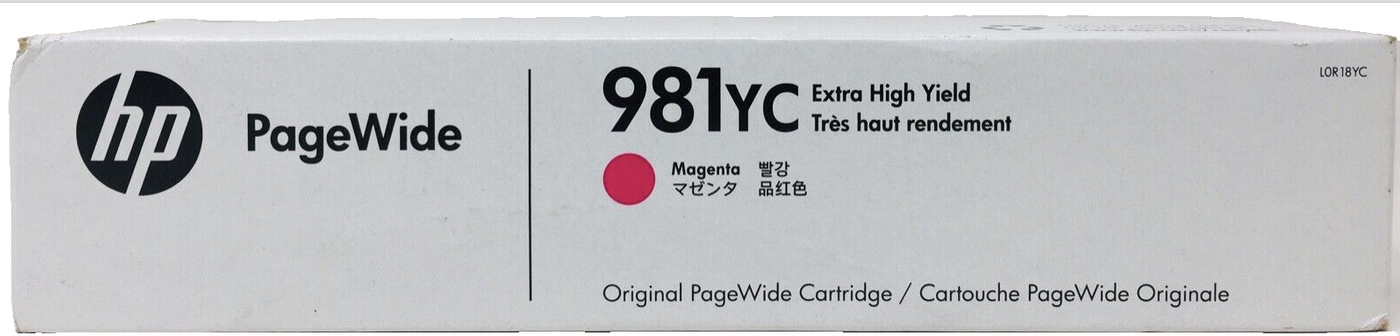 hp
PageWide
981YC
Extra High Yield
Très haut rendement
L0R18YC
Magenta 빨강
マゼンタ 品红色
Original PageWide Cartridge / Cartouche PageWide Originale